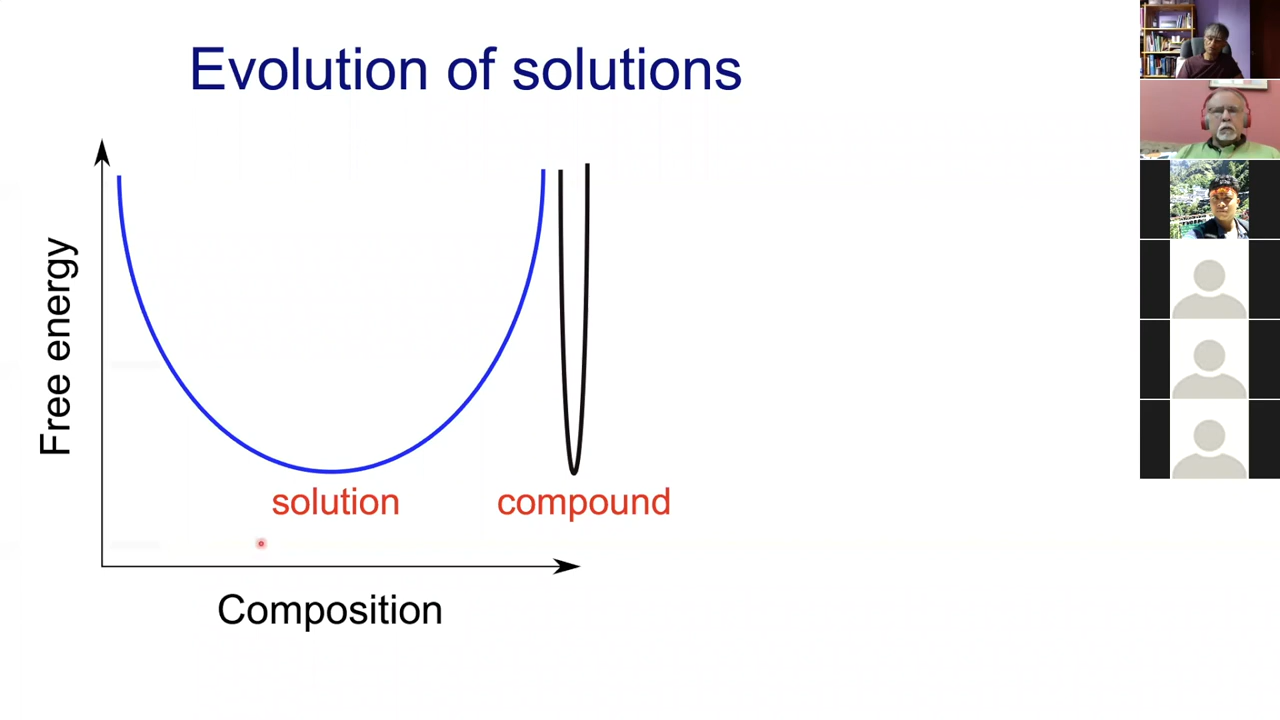 Evolution of solutions
Free energy
solution
compound
Composition